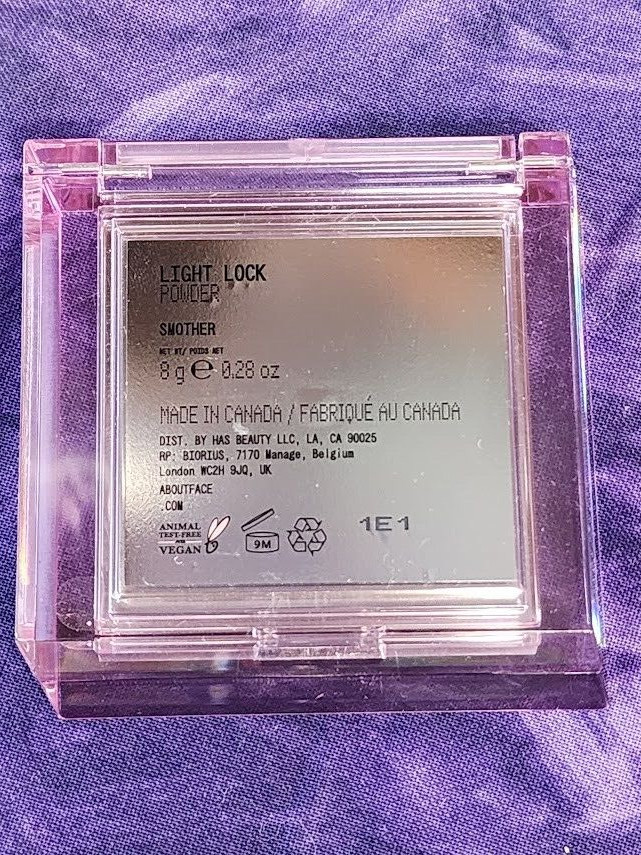 LIGHT LOCK
POWDER
SMOTHER
NET WT/ POIDS NET
8 g ℮ 0.28 oz
MADE IN CANADA / FABRIQUÉ AU CANADA
DIST. BY HAS BEAUTY LLC, LA, CA 90025
RP: BIORIUS, 7170 Manage, Belgium
London WC2H 9JQ, UK
ABOUTFACE
.COM
ANIMAL
TEST-FREE
VEGAN
9M
1E1